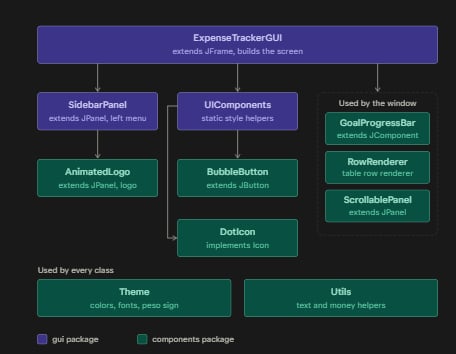 ExpenseTrackerGUI
extends JFrame, builds the screen
SidebarPanel
extends JPanel, left menu
UIComponents
static style helpers
Used by the window
GoalProgressBar
extends JComponent
RowRenderer
table row renderer
ScrollablePanel
extends JPanel
AnimatedLogo
extends JPanel, logo
BubbleButton
extends JButton
DotIcon
implements Icon
Used by every class
Theme
colors, fonts, peso sign
Utils
text and money helpers
gui package
components package